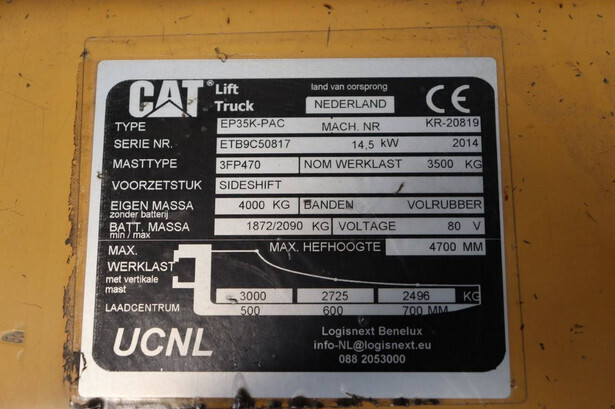 CAT® Lift Truck land van oorsprong NEDERLAND CE
TYPE EP35K-PAC MACH. NR KR-20819
SERIE NR. ETB9C50817 14,5 kW 2014
MASTTYPE 3FP470 NOM WERKLAST 3500 KG
VOORZETSTUK SIDESHIFT
EIGEN MASSA 4000 KG BANDEN VOLRUBBER
zonder batterij
BATT. MASSA 1872/2090 KG VOLTAGE 80 V
min / max
MAX. MAX. HEFHOOGTE 4700 MM
WERKLAST
met vertikale
mast
3000 2725 2496 KG
LAADCENTRUM 500 600 700 MM
UCNL
Logisnext Benelux
info-NL@logisnext.eu
088 2053000